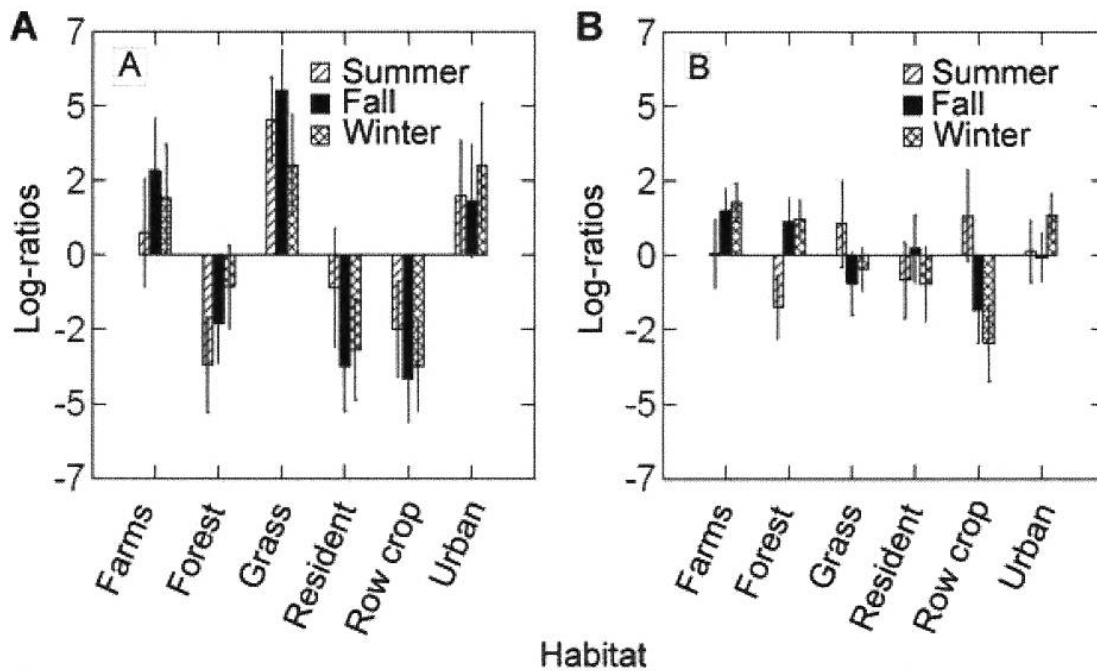 A
B
7
5
2
0
-2
-5
-7
Log-ratios
A
Summer
Fall
Winter
Farms
Forest
Grass
Resident
Row crop
Urban
7
5
2
0
-2
-5
-7
Log-ratios
B
Summer
Fall
Winter
Farms
Forest
Grass
Resident
Row crop
Urban
Habitat